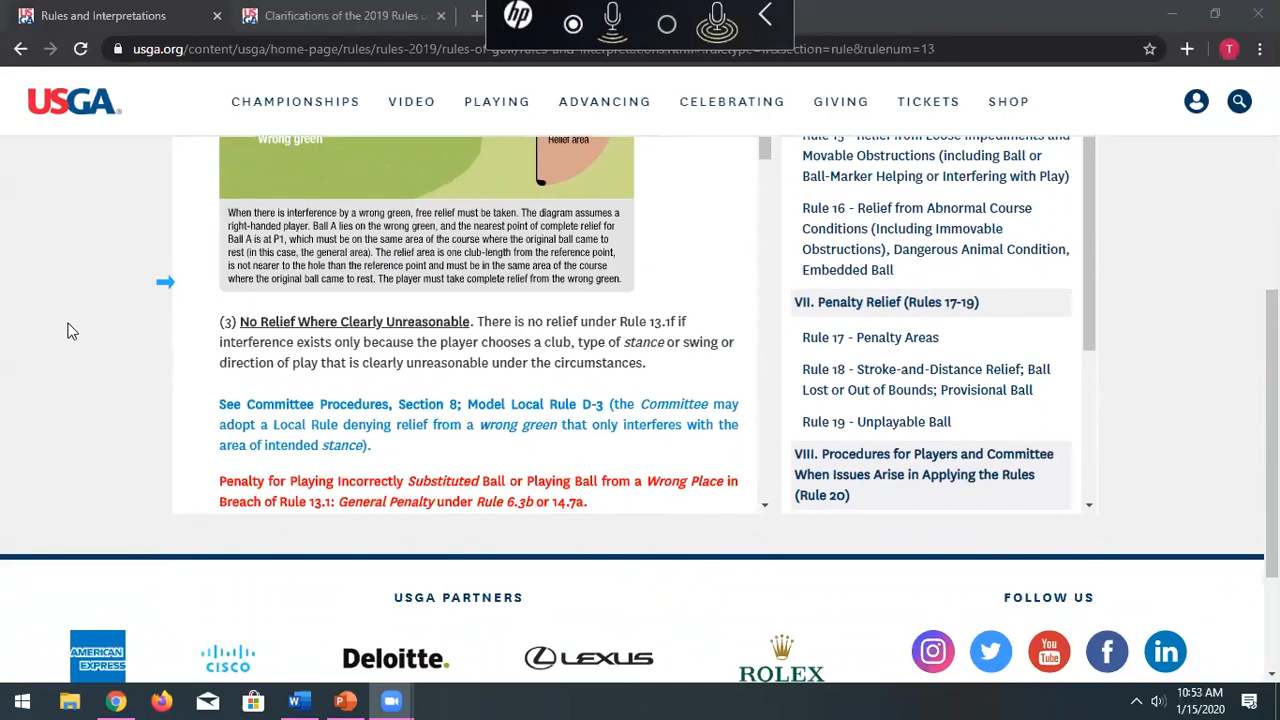 Rules and Interpretations
Clarifications of the 2019 Rules o
hp
usga.org/content/usga/home-page/rules/rules-2019/rules-of-golf/rules-and-interpretations.html#!ruletype=fr&section=rule&rulenum=13
T
USGA
CHAMPIONSHIPS VIDEO PLAYING ADVANCING CELEBRATING GIVING TICKETS SHOP
Wrong green
Relief area
When there is interference by a wrong green, free relief must be taken. The diagram assumes a
right-handed player. Ball A lies on the wrong green, and the nearest point of complete relief for
Ball A is at P1, which must be on the same area of the course where the original ball came to
rest (in this case, the general area). The relief area is one club-length from the reference point,
is not nearer to the hole than the reference point and must be in the same area of the course
where the original ball came to rest. The player must take complete relief from the wrong green.
(3) No Relief Where Clearly Unreasonable. There is no relief under Rule 13.1f if
interference exists only because the player chooses a club, type of stance or swing or
direction of play that is clearly unreasonable under the circumstances.
See Committee Procedures, Section 8; Model Local Rule D-3 (the Committee may
adopt a Local Rule denying relief from a wrong green that only interferes with the
area of intended stance).
Penalty for Playing Incorrectly Substituted Ball or Playing Ball from a Wrong Place in
Breach of Rule 13.1: General Penalty under Rule 6.3b or 14.7a.
Rule 15 - Relief from Loose Impediments and
Movable Obstructions (including Ball or
Ball-Marker Helping or Interfering with Play)
Rule 16 - Relief from Abnormal Course
Conditions (Including Immovable
Obstructions), Dangerous Animal Condition,
Embedded Ball
VII. Penalty Relief (Rules 17-19)
Rule 17 - Penalty Areas
Rule 18 - Stroke-and-Distance Relief; Ball
Lost or Out of Bounds; Provisional Ball
Rule 19 - Unplayable Ball
VIII. Procedures for Players and Committee
When Issues Arise in Applying the Rules
(Rule 20)
USGA PARTNERS
FOLLOW US
AMERICAN
EXPRESS
CISCO
Deloitte.
LEXUS
ROLEX
You
Tube
10:53 AM
1/15/2020